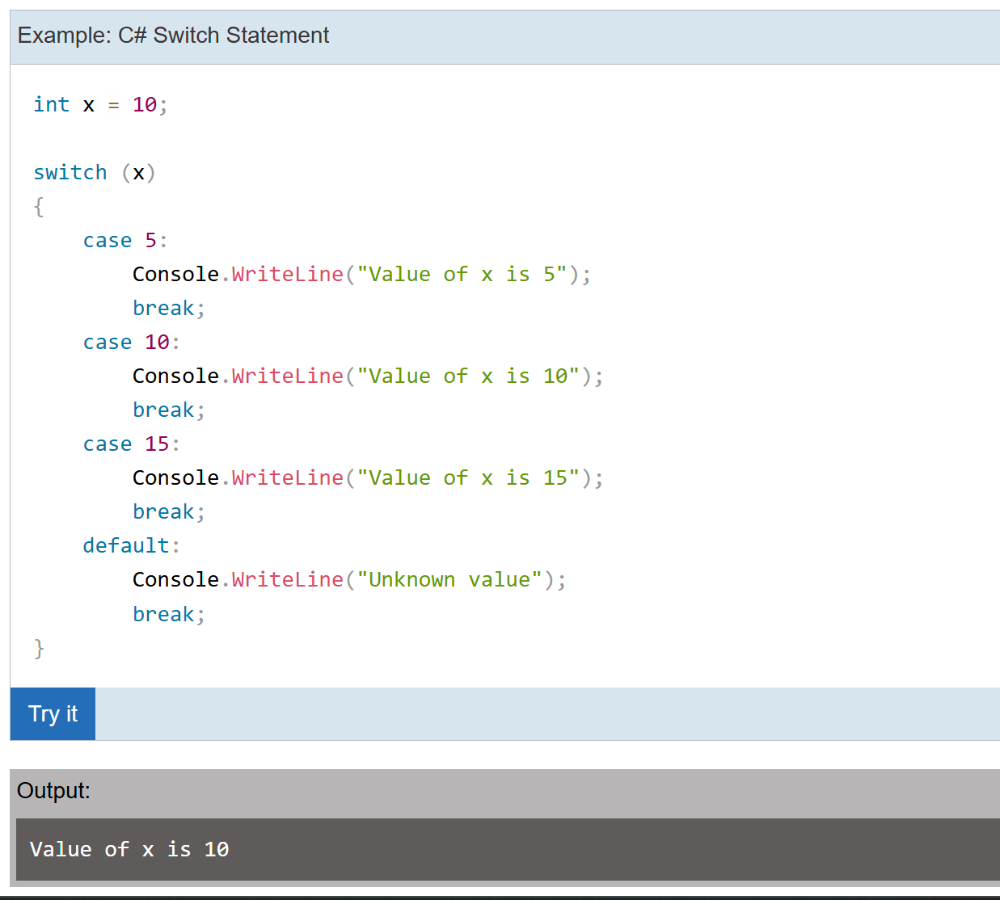 Example: C# Switch Statement
int x = 10;
switch (x)
{
    case 5:
        Console.WriteLine("Value of x is 5");
        break;
    case 10:
        Console.WriteLine("Value of x is 10");
        break;
    case 15:
        Console.WriteLine("Value of x is 15");
        break;
    default:
        Console.WriteLine("Unknown value");
        break;
}
Try it
Output:
Value of x is 10